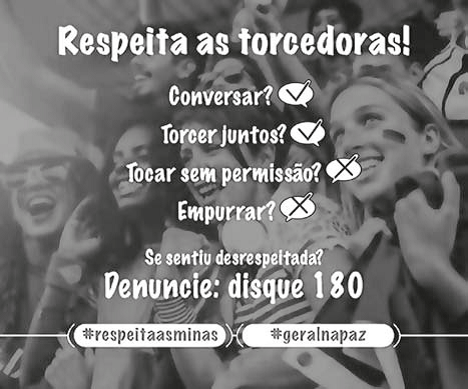 Respeita as torcedoras!
Conversar?
Torcer juntos?
Tocar sem permissão?
Empurrar?
Se sentiu desrespeitada?
Denuncie: disque 180
#respeitaasminas
#geralnapaz